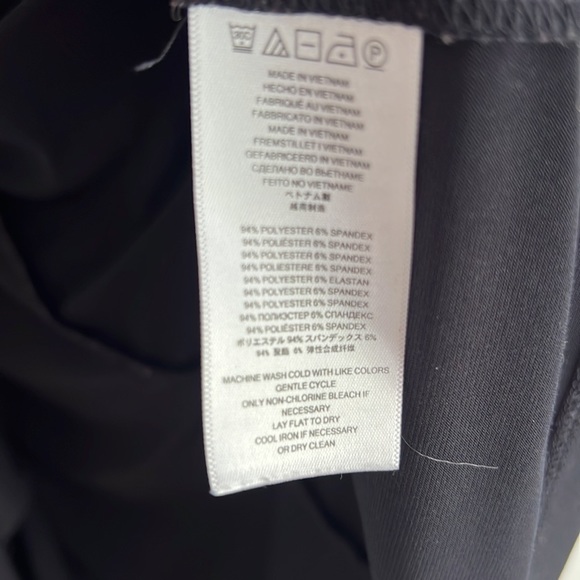 30C P
MADE IN VIETNAM
HECHO EN VIETNAM
FABRIQUÉ AU VIETNAM
FABBRICATO IN VIETNAM
MADE IN VIETNAM
FREMSTILLET I VIETNAM
GEFABRICEERD IN VIETNAM
СДЕЛАНО ВО ВЬЕТНАМЕ
FEITO NO VIETNAME
ベトナム製
越南制造
94% POLYESTER 6% SPANDEX
94% POLIÉSTER 6% SPANDEX
94% POLYESTER 6% SPANDEX
94% POLIESTERE 6% SPANDEX
94% POLYESTER 6% ELASTAN
94% POLYESTER 6% SPANDEX
94% POLYESTER 6% SPANDEX
94% ПОЛИЭСТЕР 6% СПАНДЕКС
94% POLIÉSTER 6% SPANDEX
ポリエステル 94% スパンデックス 6%
94% 聚酯 6% 弹性合成纤维
MACHINE WASH COLD WITH LIKE COLORS
GENTLE CYCLE
ONLY NON-CHLORINE BLEACH IF
NECESSARY
LAY FLAT TO DRY
COOL IRON IF NECESSARY
OR DRY CLEAN